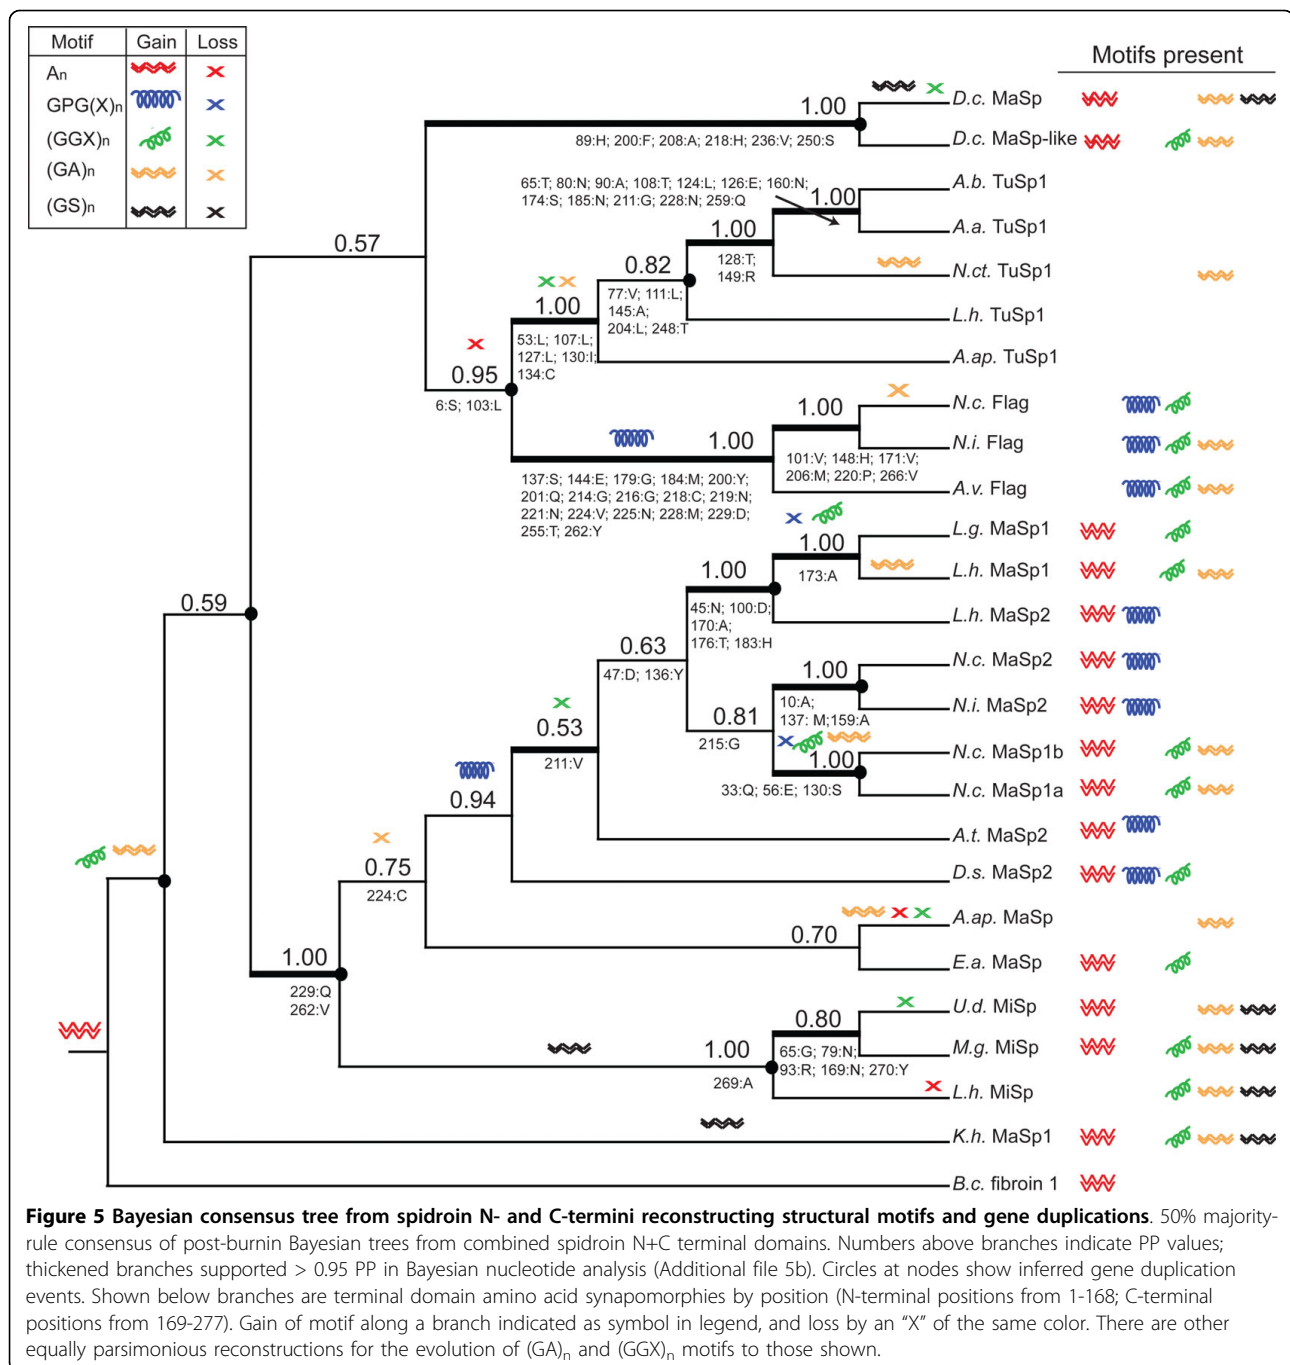 Motif Gain Loss
An
GPG(X)n
(GGX)n
(GA)n
(GS)n
Motifs present
D.c. MaSp
1.00
89:H; 200:F; 208:A; 218:H; 236:V; 250:S
D.c. MaSp-like
65:T; 80:N; 90:A; 108:T; 124:L; 126:E; 160:N;
174:S; 185:N; 211:G; 228:N; 259:Q
A.b. TuSp1
1.00
A.a. TuSp1
1.00
0.57
128:T;
149:R
N.ct. TuSp1
0.82
77:V; 111:L;
145:A;
204:L; 248:T
L.h. TuSp1
1.00
53:L; 107:L;
127:L; 130:I;
134:C
A.ap. TuSp1
0.95
6:S; 103:L
N.c. Flag
1.00
1.00
N.i. Flag
101:V; 148:H; 171:V;
206:M; 220:P; 266:V
137:S; 144:E; 179:G; 184:M; 200:Y;
201:Q; 214:G; 216:G; 218:C; 219:N;
221:N; 224:V; 225:N; 228:M; 229:D;
255:T; 262:Y
A.v. Flag
L.g. MaSp1
1.00
173:A
L.h. MaSp1
1.00
45:N; 100:D;
170:A;
176:T; 183:H
L.h. MaSp2
0.59
0.63
47:D; 136:Y
N.c. MaSp2
1.00
10:A;
137: M;159:A
N.i. MaSp2
0.81
215:G
0.53
211:V
N.c. MaSp1b
1.00
33:Q; 56:E; 130:S
N.c. MaSp1a
0.94
A.t. MaSp2
0.75
224:C
D.s. MaSp2
A.ap. MaSp
0.70
E.a. MaSp
1.00
229:Q
262:V
U.d. MiSp
0.80
65:G; 79:N;
93:R; 169:N; 270:Y
M.g. MiSp
1.00
269:A
L.h. MiSp
K.h. MaSp1
B.c. fibroin 1
Figure 5 Bayesian consensus tree from spidroin N- and C-termini reconstructing structural motifs and gene duplications. 50% majority-
rule consensus of post-burnin Bayesian trees from combined spidroin N+C terminal domains. Numbers above branches indicate PP values;
thickened branches supported > 0.95 PP in Bayesian nucleotide analysis (Additional file 5b). Circles at nodes show inferred gene duplication
events. Shown below branches are terminal domain amino acid synapomorphies by position (N-terminal positions from 1-168; C-terminal
positions from 169-277). Gain of motif along a branch indicated as symbol in legend, and loss by an “X” of the same color. There are other
equally parsimonious reconstructions for the evolution of (GA)n and (GGX)n motifs to those shown.